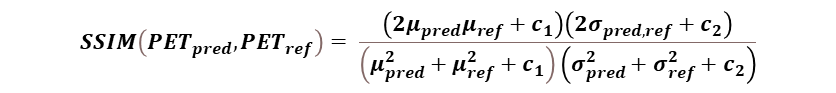 SSIM(PET_pred,PET_ref) = \frac{(2μ_pred μ_ref + c_1)(2σ_pred,ref + c_2)}{(μ_pred^2 + μ_ref^2 + c_1)(σ_pred^2 + σ_ref^2 + c_2)}